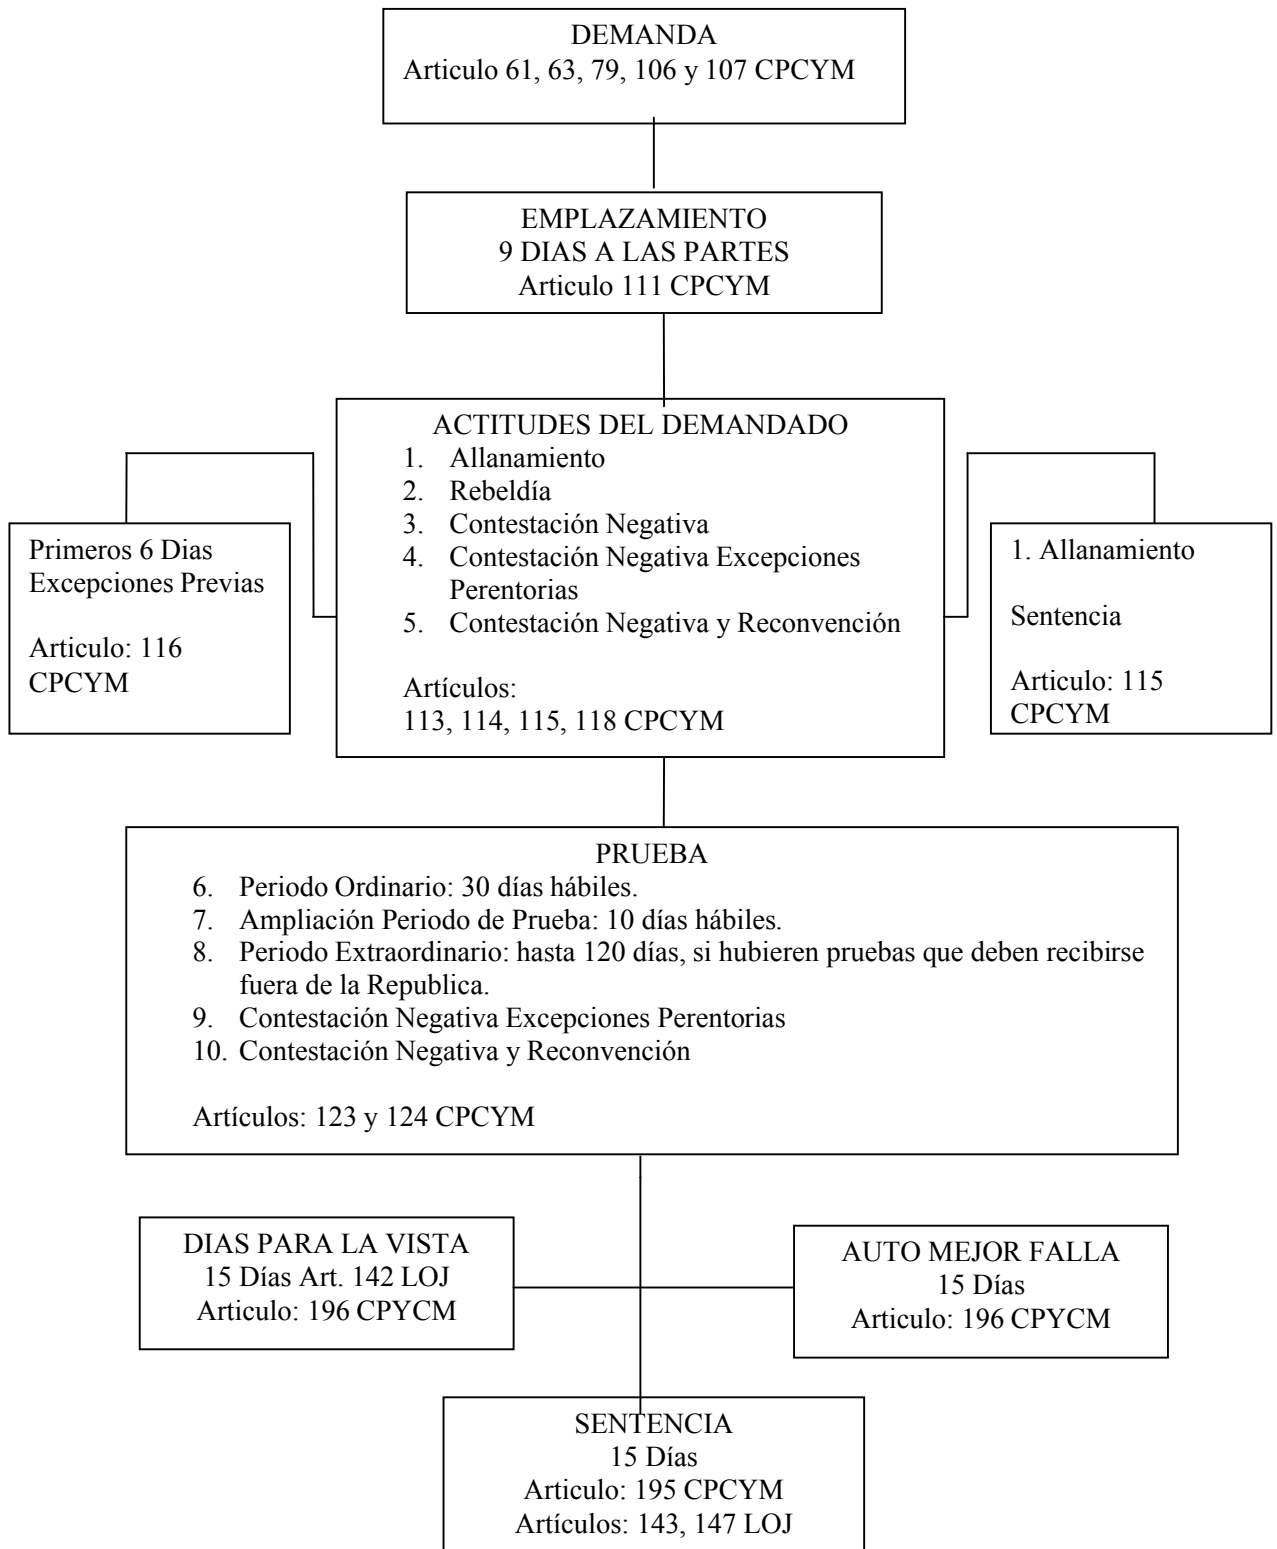 DEMANDA
Articulo 61, 63, 79, 106 y 107 CPCYM
EMPLAZAMIENTO
9 DIAS A LAS PARTES
Articulo 111 CPCYM
ACTITUDES DEL DEMANDADO
1. Allanamiento
2. Rebeldía
3. Contestación Negativa
4. Contestación Negativa Excepciones
Perentorias
5. Contestación Negativa y Reconvención
Artículos:
113, 114, 115, 118 CPCYM
Primeros 6 Dias
Excepciones Previas
Articulo: 116
CPCYM
1. Allanamiento
Sentencia
Articulo: 115
CPCYM
PRUEBA
6. Periodo Ordinario: 30 días hábiles.
7. Ampliación Periodo de Prueba: 10 días hábiles.
8. Periodo Extraordinario: hasta 120 días, si hubieren pruebas que deben recibirse
fuera de la Republica.
9. Contestación Negativa Excepciones Perentorias
10. Contestación Negativa y Reconvención
Artículos: 123 y 124 CPCYM
DIAS PARA LA VISTA
15 Días Art. 142 LOJ
Articulo: 196 CPYCM
AUTO MEJOR FALLA
15 Días
Articulo: 196 CPYCM
SENTENCIA
15 Días
Articulo: 195 CPCYM
Artículos: 143, 147 LOJ